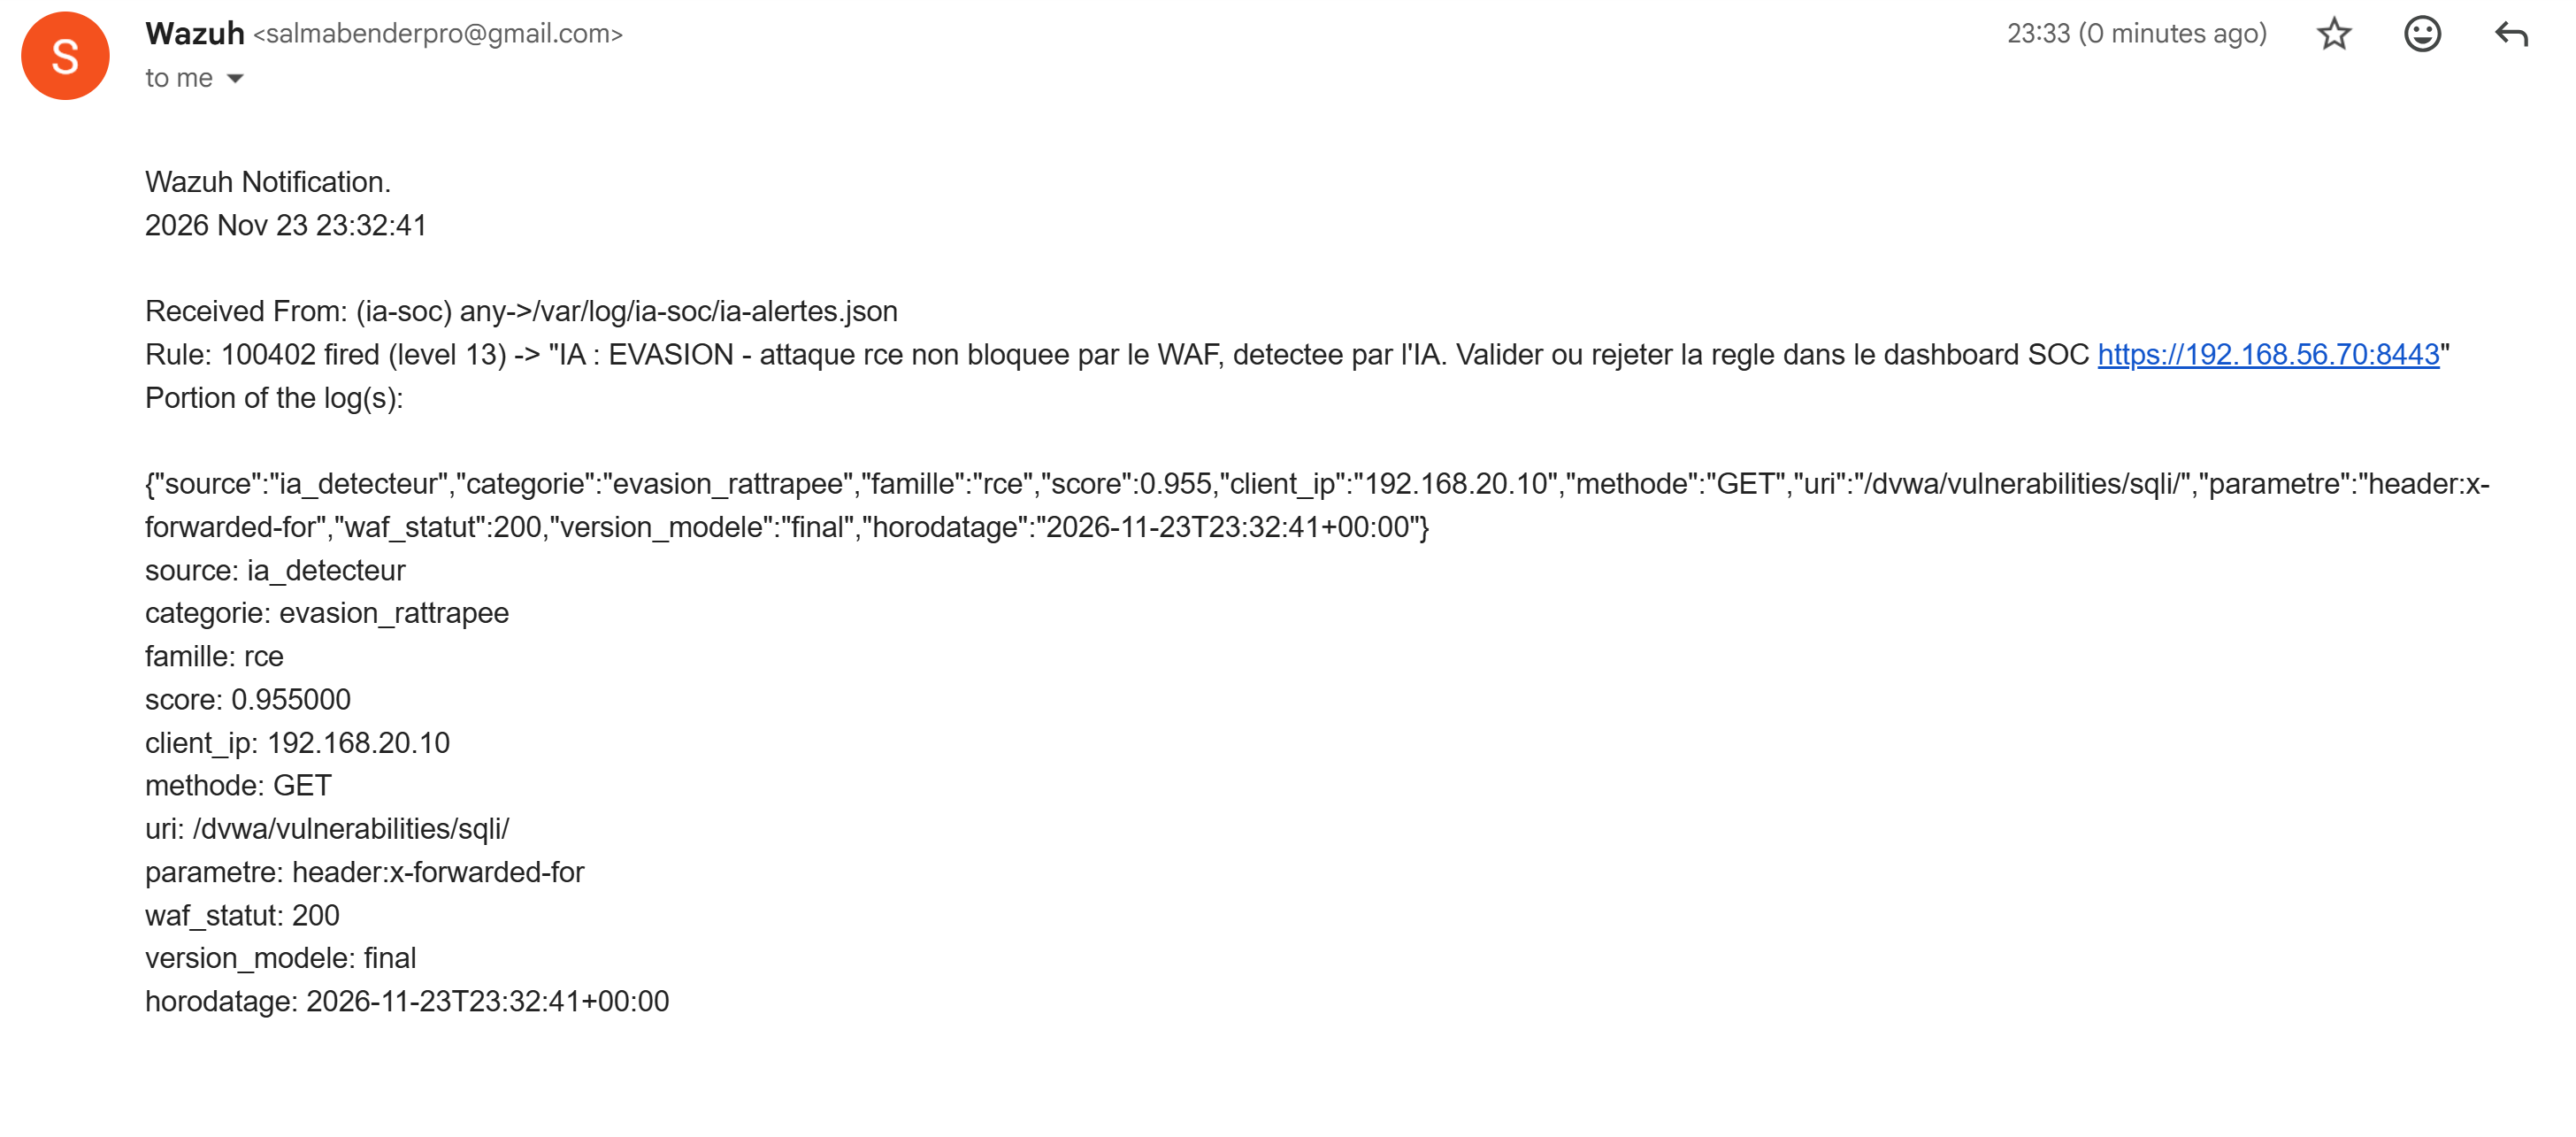 S
Wazuh <salmabenderpro@gmail.com>
23:33 (0 minutes ago)
to me
Wazuh Notification.
2026 Nov 23 23:32:41
Received From: (ia-soc) any->/var/log/ia-soc/ia-alertes.json
Rule: 100402 fired (level 13) -> "IA : EVASION - attaque rce non bloquee par le WAF, detectee par l'IA. Valider ou rejeter la regle dans le dashboard SOC https://192.168.56.70:8443"
Portion of the log(s):
{"source":"ia_detecteur","categorie":"evasion_rattrapee","famille":"rce","score":0.955,"client_ip":"192.168.20.10","methode":"GET","uri":"/dvwa/vulnerabilities/sqli/","parametre":"header:x-
forwarded-for","waf_statut":200,"version_modele":"final","horodatage":"2026-11-23T23:32:41+00:00"}
source: ia_detecteur
categorie: evasion_rattrapee
famille: rce
score: 0.955000
client_ip: 192.168.20.10
methode: GET
uri: /dvwa/vulnerabilities/sqli/
parametre: header:x-forwarded-for
waf_statut: 200
version_modele: final
horodatage: 2026-11-23T23:32:41+00:00